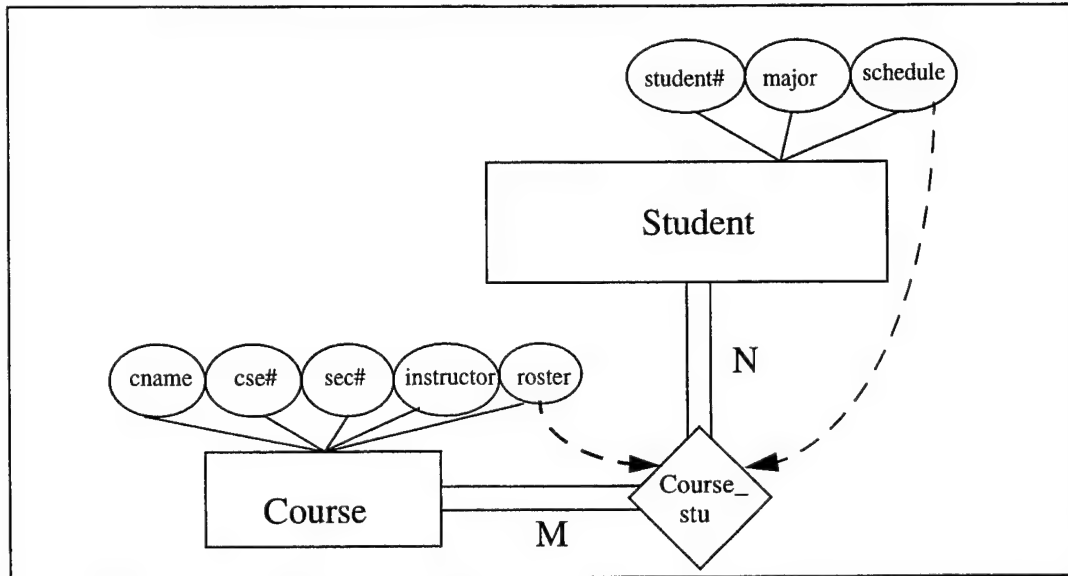 student# major schedule
Student
N
cname cse# sec# instructor roster
Course
M
Course_
stu